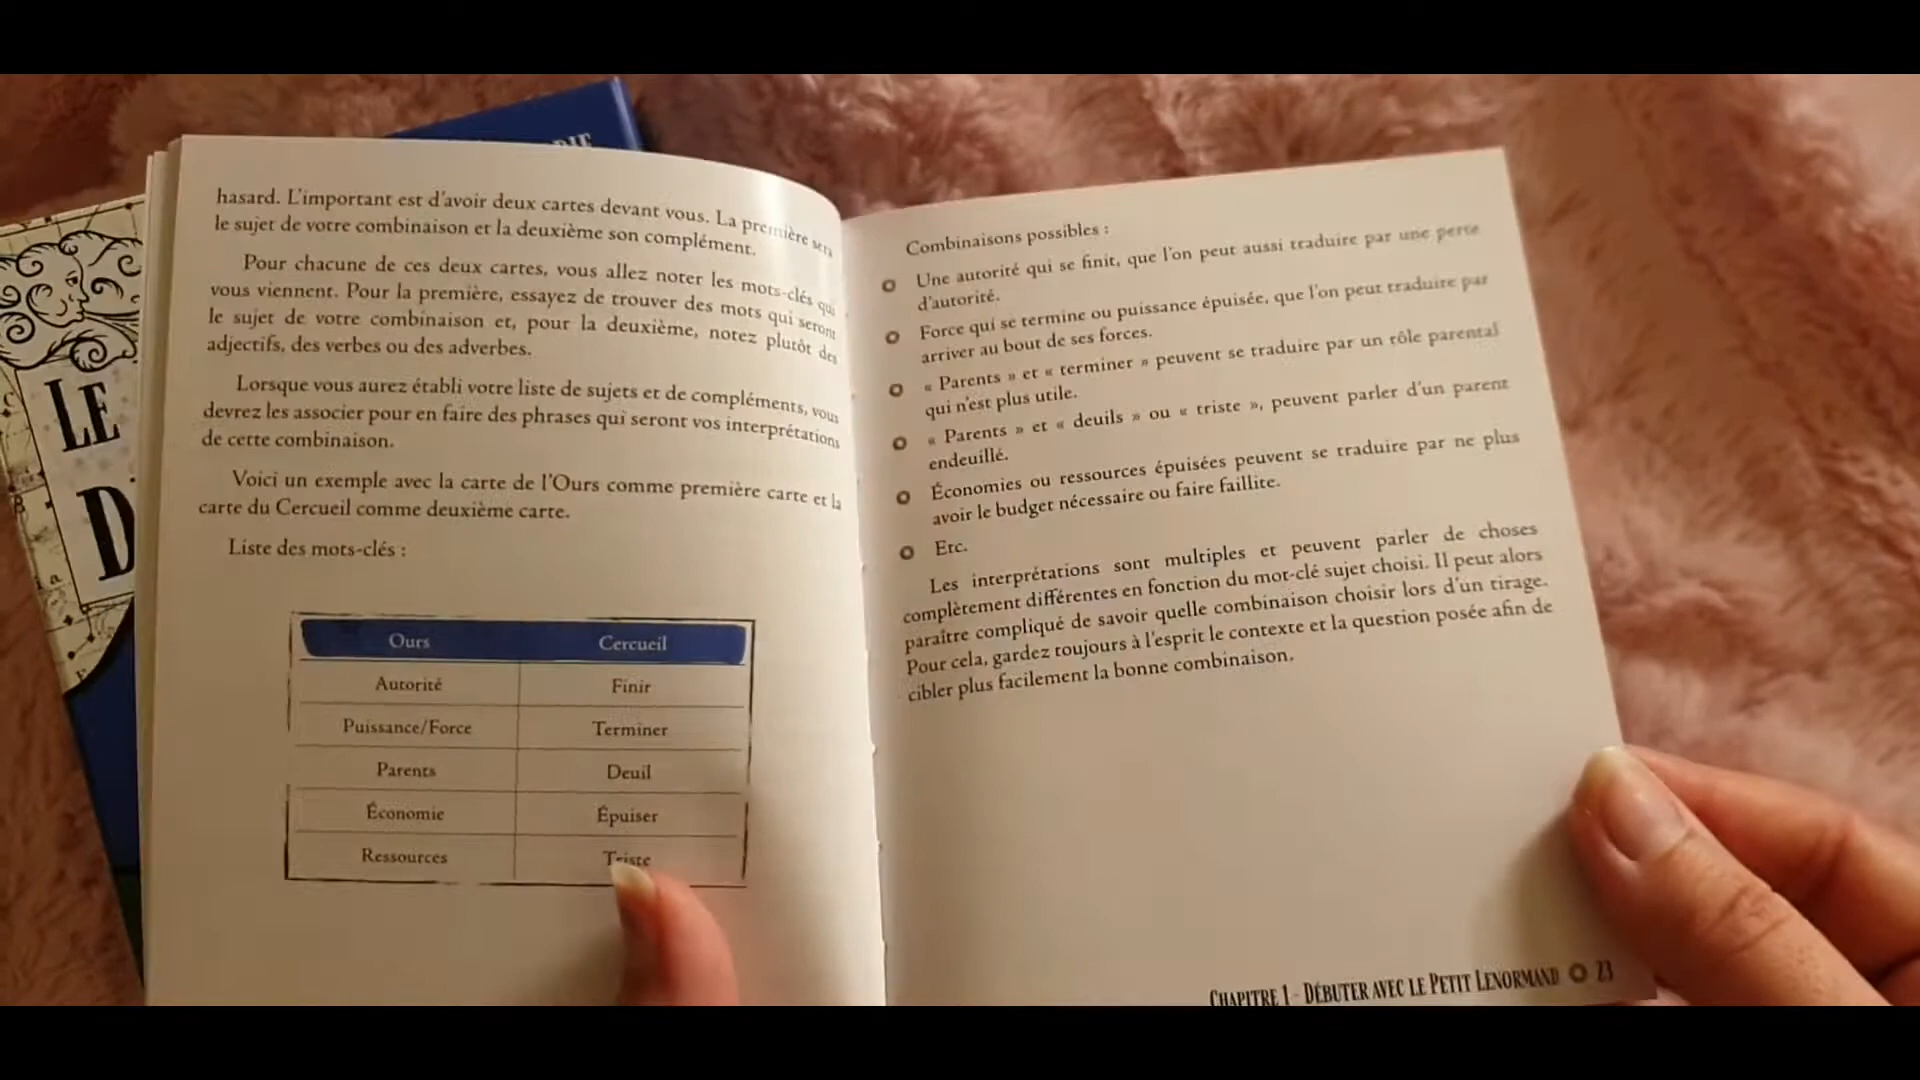 hasard. L'important est d'avoir deux cartes devant vous. La première sera
le sujet de votre combinaison et la deuxième son complément.
Pour chacune de ces deux cartes, vous allez noter les mots-clés qui
vous viennent. Pour la première, essayez de trouver des mots qui seront
le sujet de votre combinaison et, pour la deuxième, notez plutôt des
adjectifs, des verbes ou des adverbes.
Lorsque vous aurez établi votre liste de sujets et de compléments, vous
devrez les associer pour en faire des phrases qui seront vos interprétations
de cette combinaison.
Voici un exemple avec la carte de l'Ours comme première carte et la
carte du Cercueil comme deuxième carte.
Liste des mots-clés :
Ours Cercueil
Autorité Finir
Puissance/Force Terminer
Parents Deuil
Économie Épuiser
Ressources Triste
Combinaisons possibles :
Une autorité qui se finit, que l'on peut aussi traduire par une perte
d'autorité.
Force qui se termine ou puissance épuisée, que l'on peut traduire par
arriver au bout de ses forces.
« Parents » et « terminer » peuvent se traduire par un rôle parental
qui n'est plus utile.
« Parents » et « deuils » ou « triste », peuvent parler d'un parent
endeuillé.
Économies ou ressources épuisées peuvent se traduire par ne plus
avoir le budget nécessaire ou faire faillite.
Etc.
Les interprétations sont multiples et peuvent parler de choses
complètement différentes en fonction du mot-clé sujet choisi. Il peut alors
paraître compliqué de savoir quelle combinaison choisir lors d'un tirage.
Pour cela, gardez toujours à l'esprit le contexte et la question posée afin de
cibler plus facilement la bonne combinaison.
CHAPITRE 1 - DÉBUTER AVEC LE PETIT LENORMAND 23
LE
D